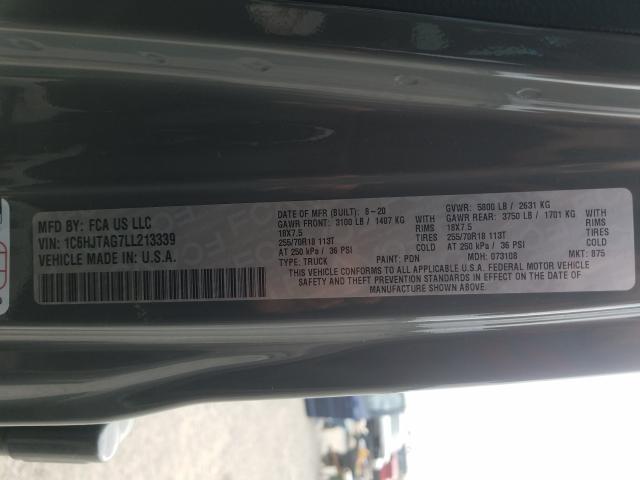 MFD BY: FCA US LLC
VIN: 1C6HJTAG7LL213339
VEHICLE MADE IN: U.S.A.
DATE OF MFR (BUILT): 8-20 GVWR: 5800 LB / 2631 KG
GAWR FRONT: 3100 LB / 1407 KG WITH GAWR REAR: 3750 LB / 1701 KG WITH
18X7.5 RIMS 18X7.5 RIMS
255/70R18 113T TIRES 255/70R18 113T TIRES
AT 250 kPa / 36 PSI COLD AT 250 kPa / 36 PSI COLD
TYPE: TRUCK PAINT: PDN MDH: 073108 MKT: B75
THIS VEHICLE CONFORMS TO ALL APPLICABLE U.S.A. FEDERAL MOTOR VEHICLE
SAFETY AND THEFT PREVENTION STANDARDS IN EFFECT ON THE DATE OF
MANUFACTURE SHOWN ABOVE.